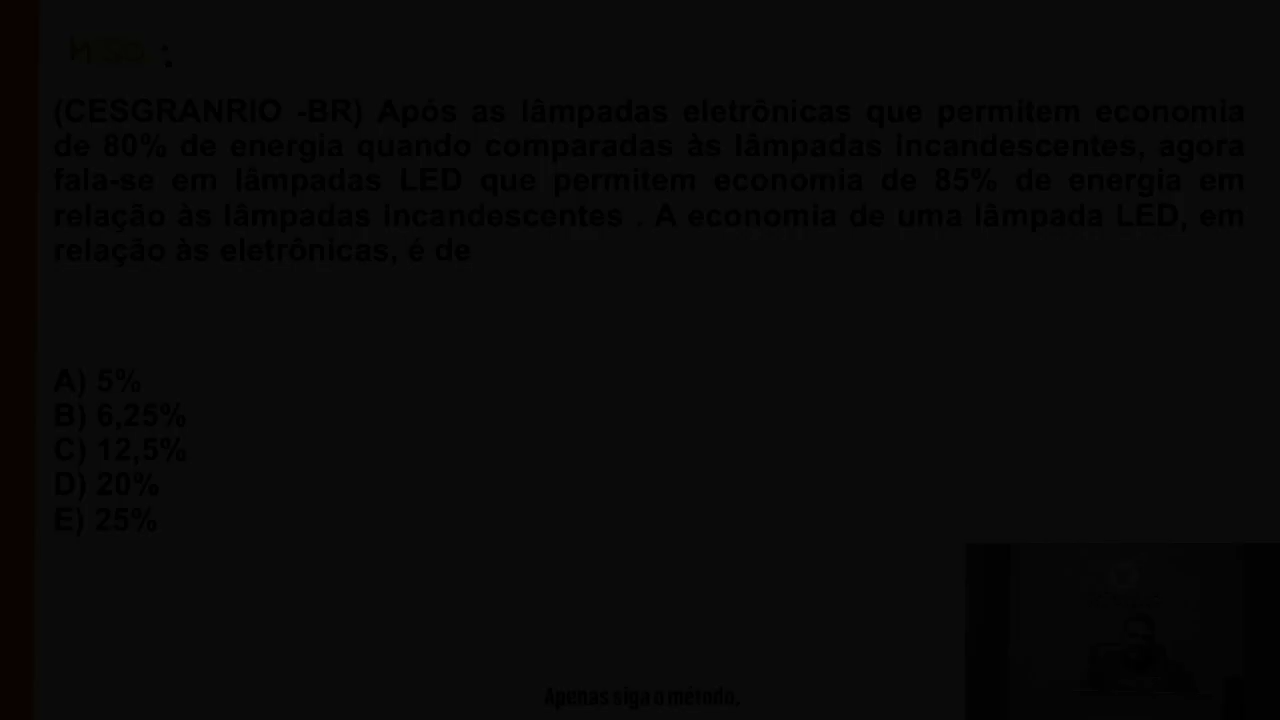 (CESGRANRIO -BR) Após as lâmpadas eletrônicas que permitem economia
de 80% de energia quando comparadas às lâmpadas incandescentes, agora
fala-se em lâmpadas LED que permitem economia de 85% de energia em
relação às lâmpadas incandescentes . A economia de uma lâmpada LED, em
relação às eletrônicas, é de
A) 5%
B) 6,25%
C) 12,5%
D) 20%
E) 25%
Apenas siga o método,